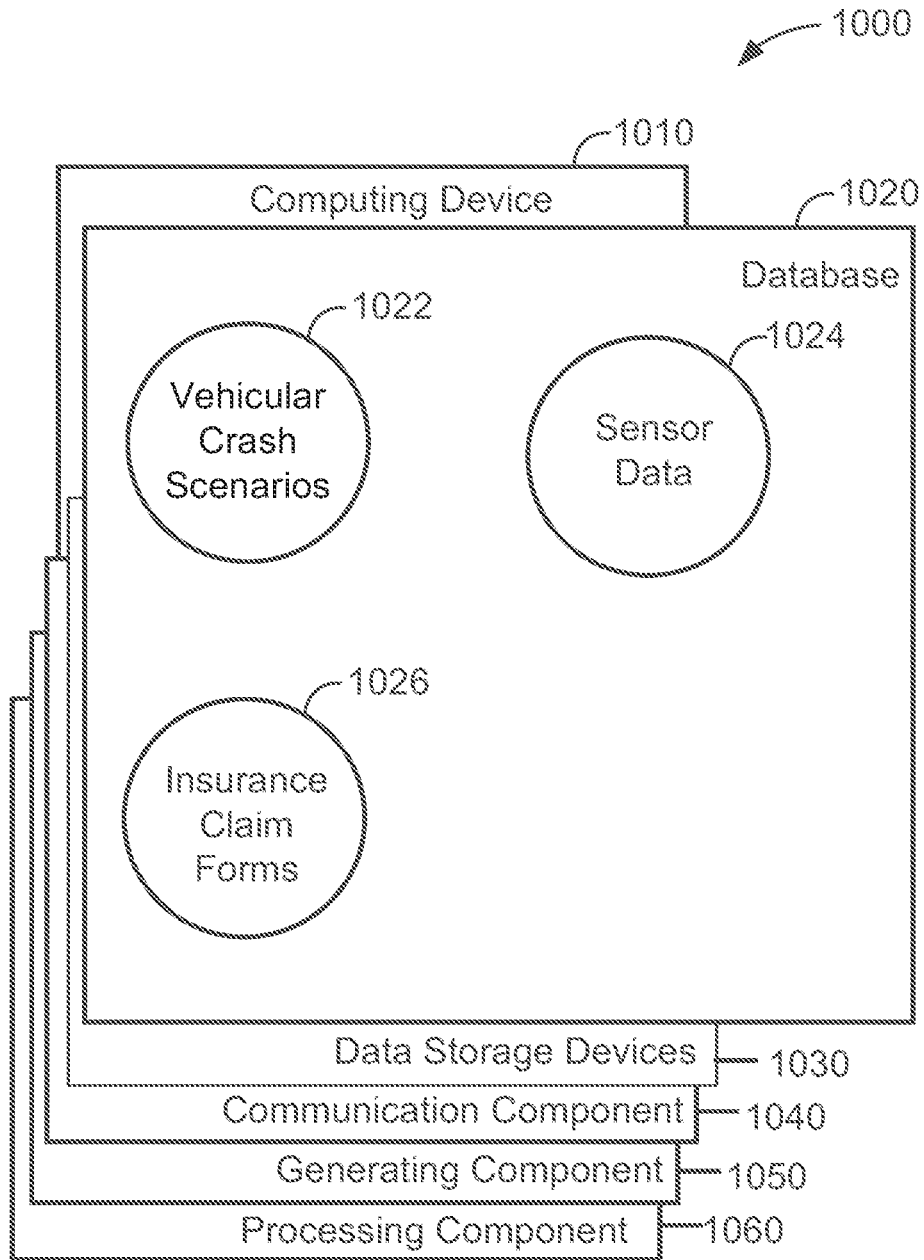 1000
1010
Computing Device
1020
Database
1022
Vehicular
Crash
Scenarios
1024
Sensor
Data
1026
Insurance
Claim
Forms
Data Storage Devices
1030
Communication Component
1040
Generating Component
1050
Processing Component
1060